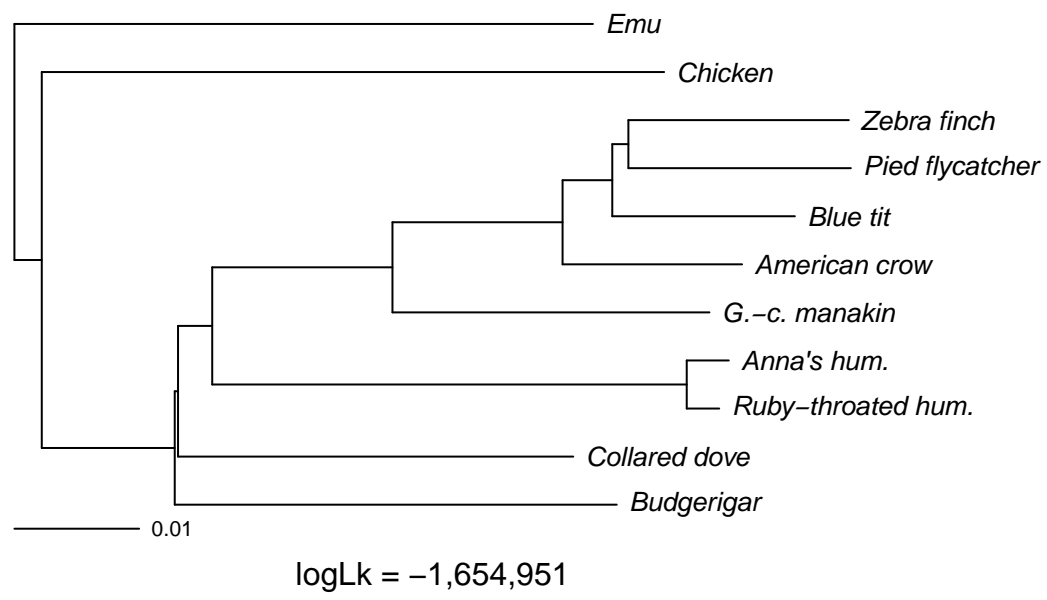 Emu
Chicken
Zebra finch
Pied flycatcher
Blue tit
American crow
G.−c. manakin
Anna's hum.
Ruby−throated hum.
Collared dove
Budgerigar
0.01
logLk = −1,654,951